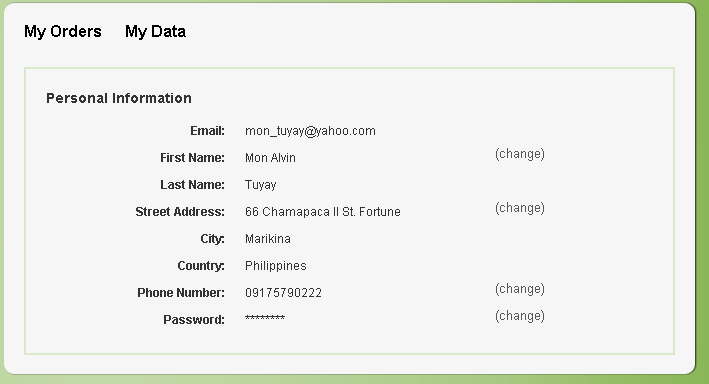 My Orders My Data
Personal Information
Email: mon_tuyay@yahoo.com
First Name: Mon Alvin (change)
Last Name: Tuyay
Street Address: 66 Chamapaca II St. Fortune (change)
City: Marikina
Country: Philippines
Phone Number: 09175790222 (change)
Password: ******** (change)